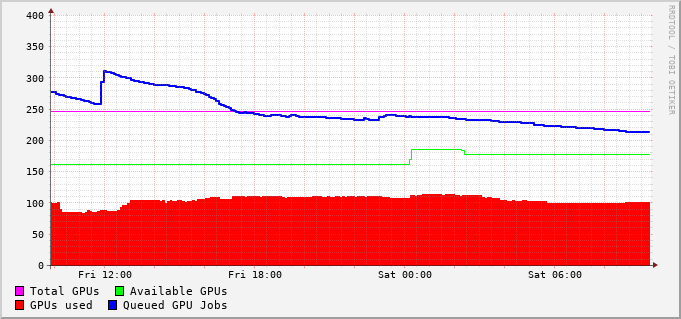 400
350
300
250
200
150
100
50
0
Fri 12:00 Fri 18:00 Sat 00:00 Sat 06:00
Total GPUs Available GPUs
GPUs used Queued GPU Jobs
RRDTOOL / TOBI OETIKER